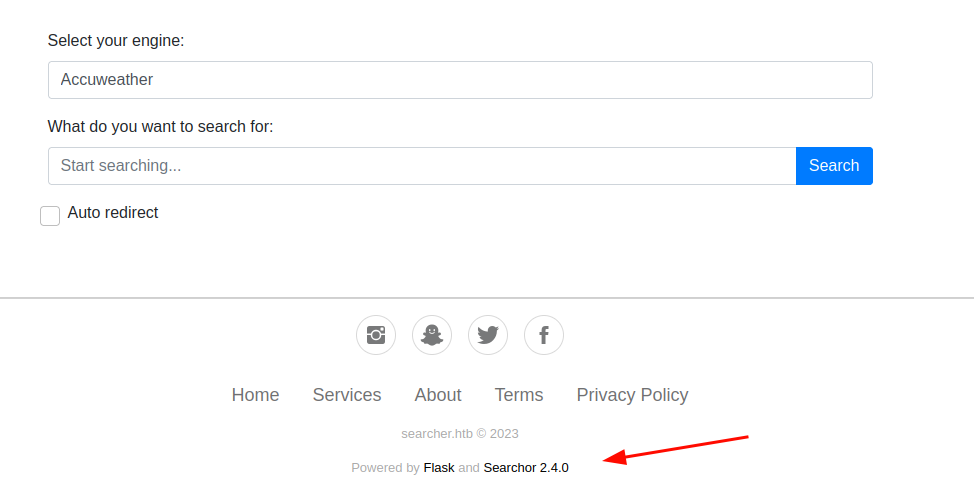 Select your engine:
Accuweather
What do you want to search for:
Start searching...
Search
Auto redirect
Home Services About Terms Privacy Policy
searcher.htb © 2023
Powered by Flask and Searchor 2.4.0